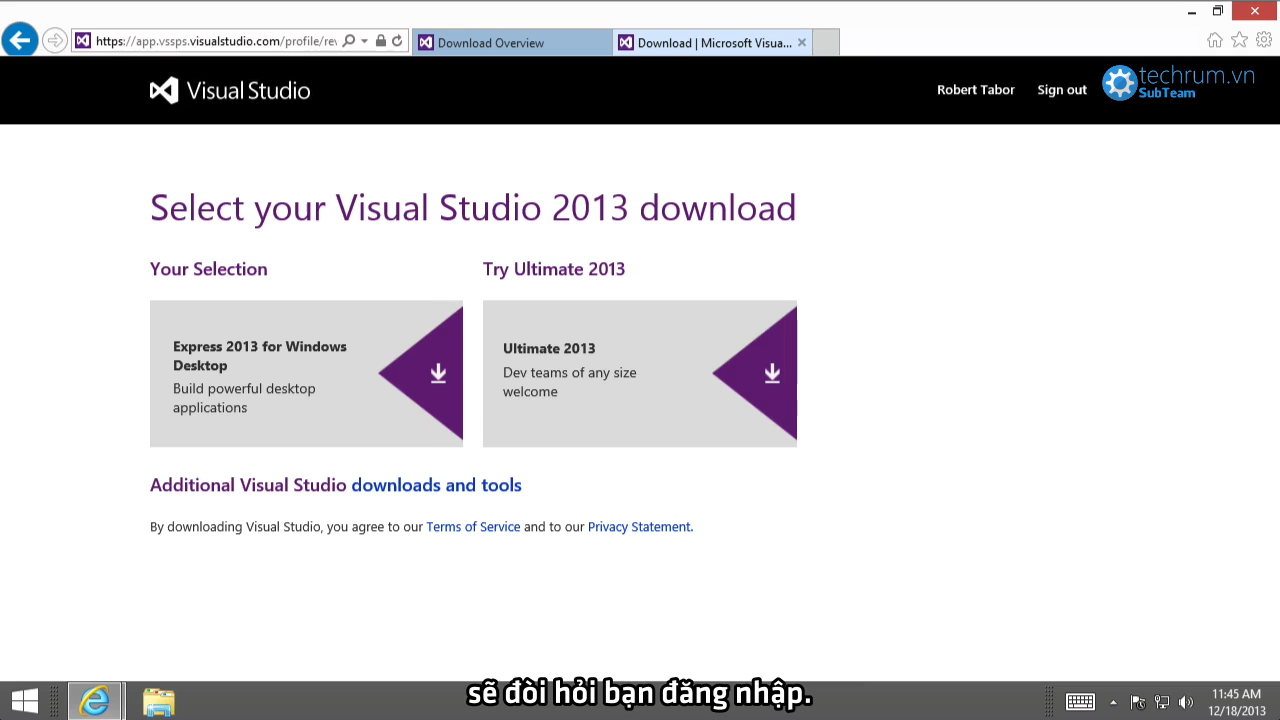 https://app.vssps.visualstudio.com/profile/re
Download Overview
Download | Microsoft Visua...
Visual Studio
Robert Tabor
Sign out
techrum.vn
SubTeam
Select your Visual Studio 2013 download
Your Selection
Try Ultimate 2013
Express 2013 for Windows
Desktop
Build powerful desktop
applications
Ultimate 2013
Dev teams of any size
welcome
Additional Visual Studio downloads and tools
By downloading Visual Studio, you agree to our Terms of Service and to our Privacy Statement.
sẽ đòi hỏi bạn đăng nhập.
11:45 AM
12/18/2013